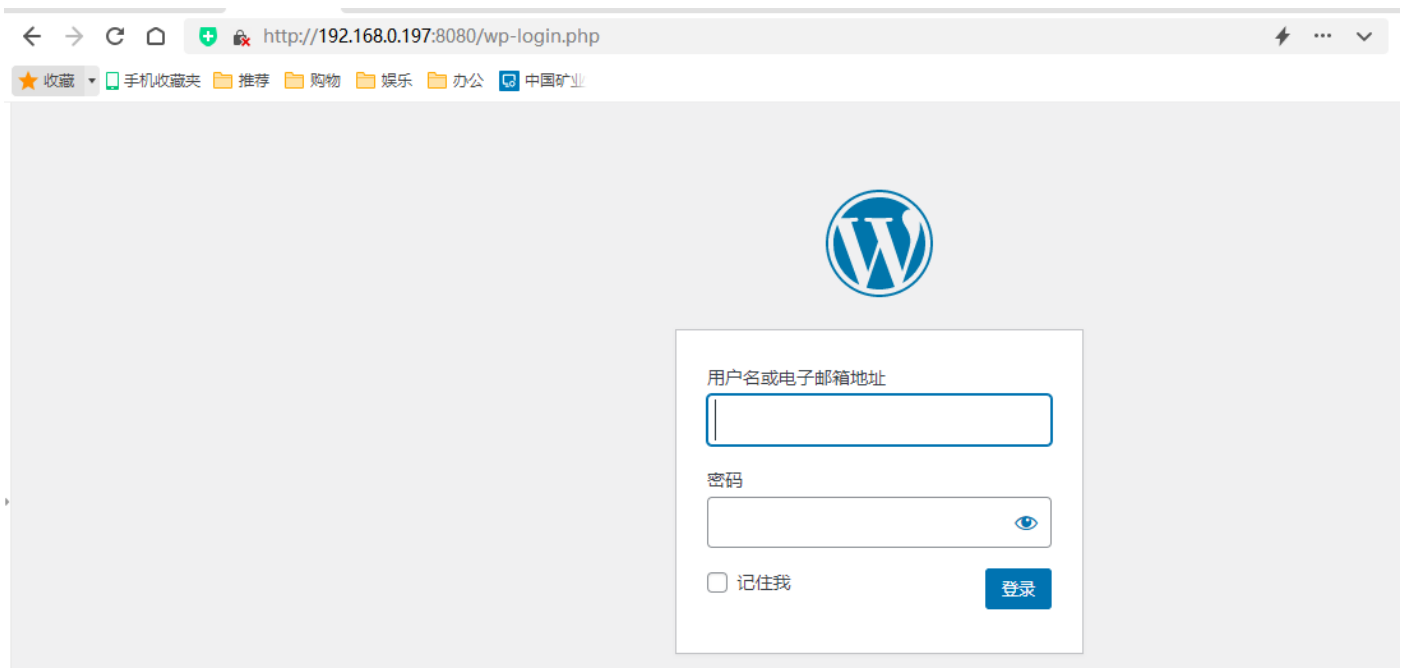 http://192.168.0.197:8080/wp-login.php
收藏 手机收藏夹 推荐 购物 娱乐 办公 中国矿业
用户名或电子邮箱地址
密码
记住我 登录